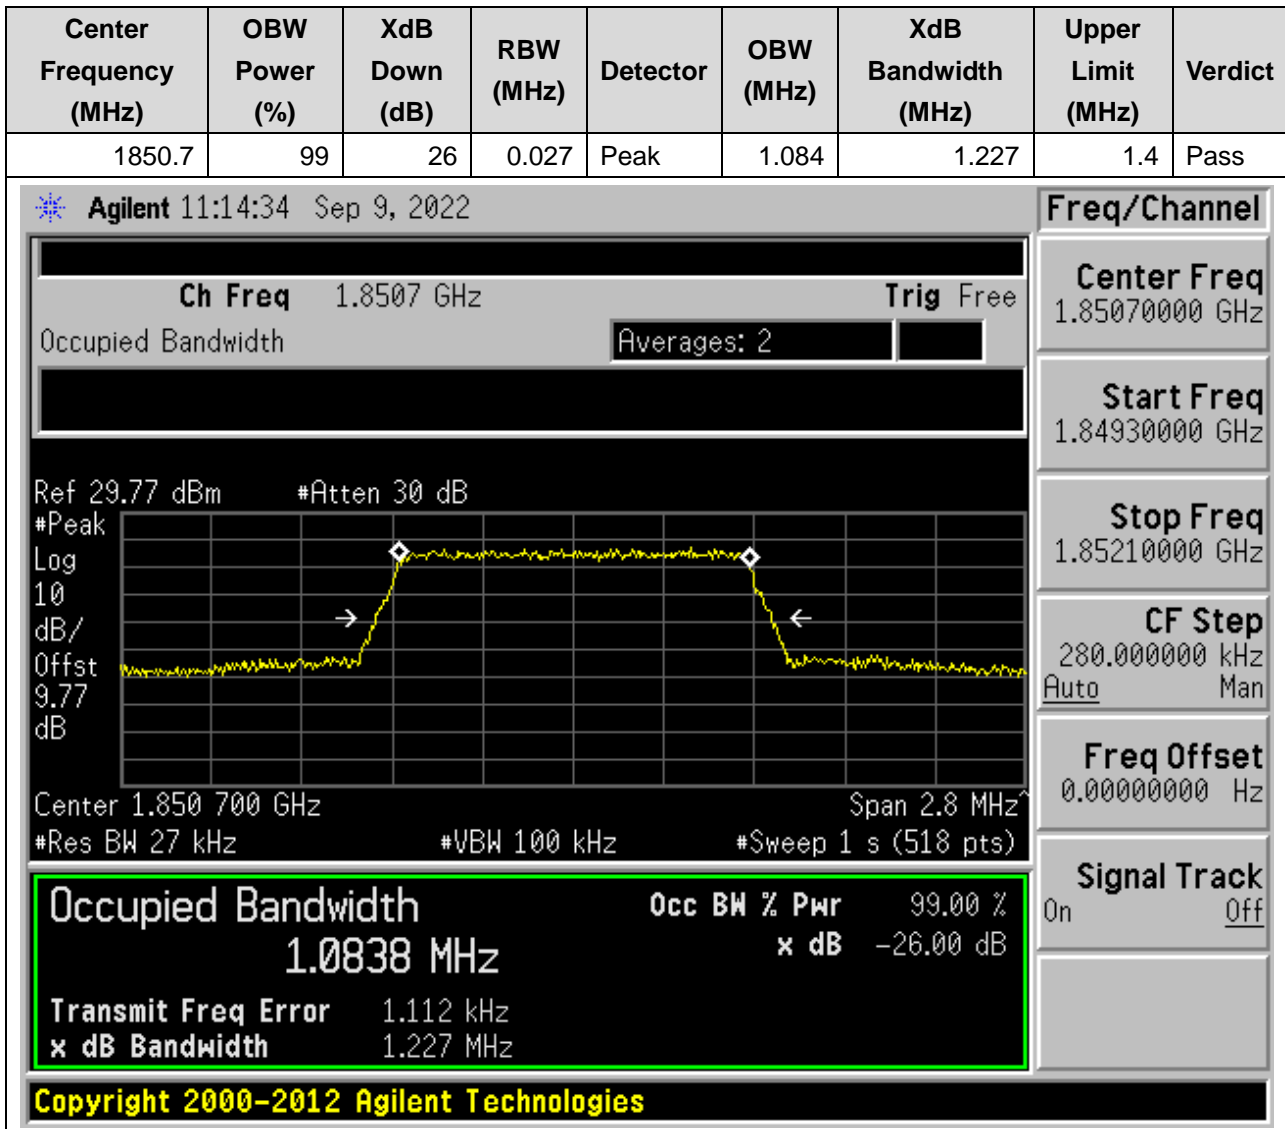 Center Frequency (MHz) OBW Power (%) XdB Down (dB) RBW (MHz) Detector OBW (MHz) XdB Bandwidth (MHz) Upper Limit (MHz) Verdict
1850.7 99 26 0.027 Peak 1.084 1.227 1.4 Pass
Agilent 11:14:34 Sep 9, 2022
Ch Freq 1.8507 GHz Trig Free
Occupied Bandwidth Averages: 2
Ref 29.77 dBm #Atten 30 dB
#Peak
Log
10
dB/
Offst
9.77
dB
Center 1.850 700 GHz Span 2.8 MHz^
#Res BW 27 kHz #VBW 100 kHz #Sweep 1 s (518 pts)
Occupied Bandwidth Occ BW % Pwr 99.00 %
1.0838 MHz x dB -26.00 dB
Transmit Freq Error 1.112 kHz
x dB Bandwidth 1.227 MHz
Copyright 2000-2012 Agilent Technologies
Freq/Channel
Center Freq
1.85070000 GHz
Start Freq
1.84930000 GHz
Stop Freq
1.85210000 GHz
CF Step
280.000000 kHz
Auto Man
Freq Offset
0.00000000 Hz
Signal Track
On Off